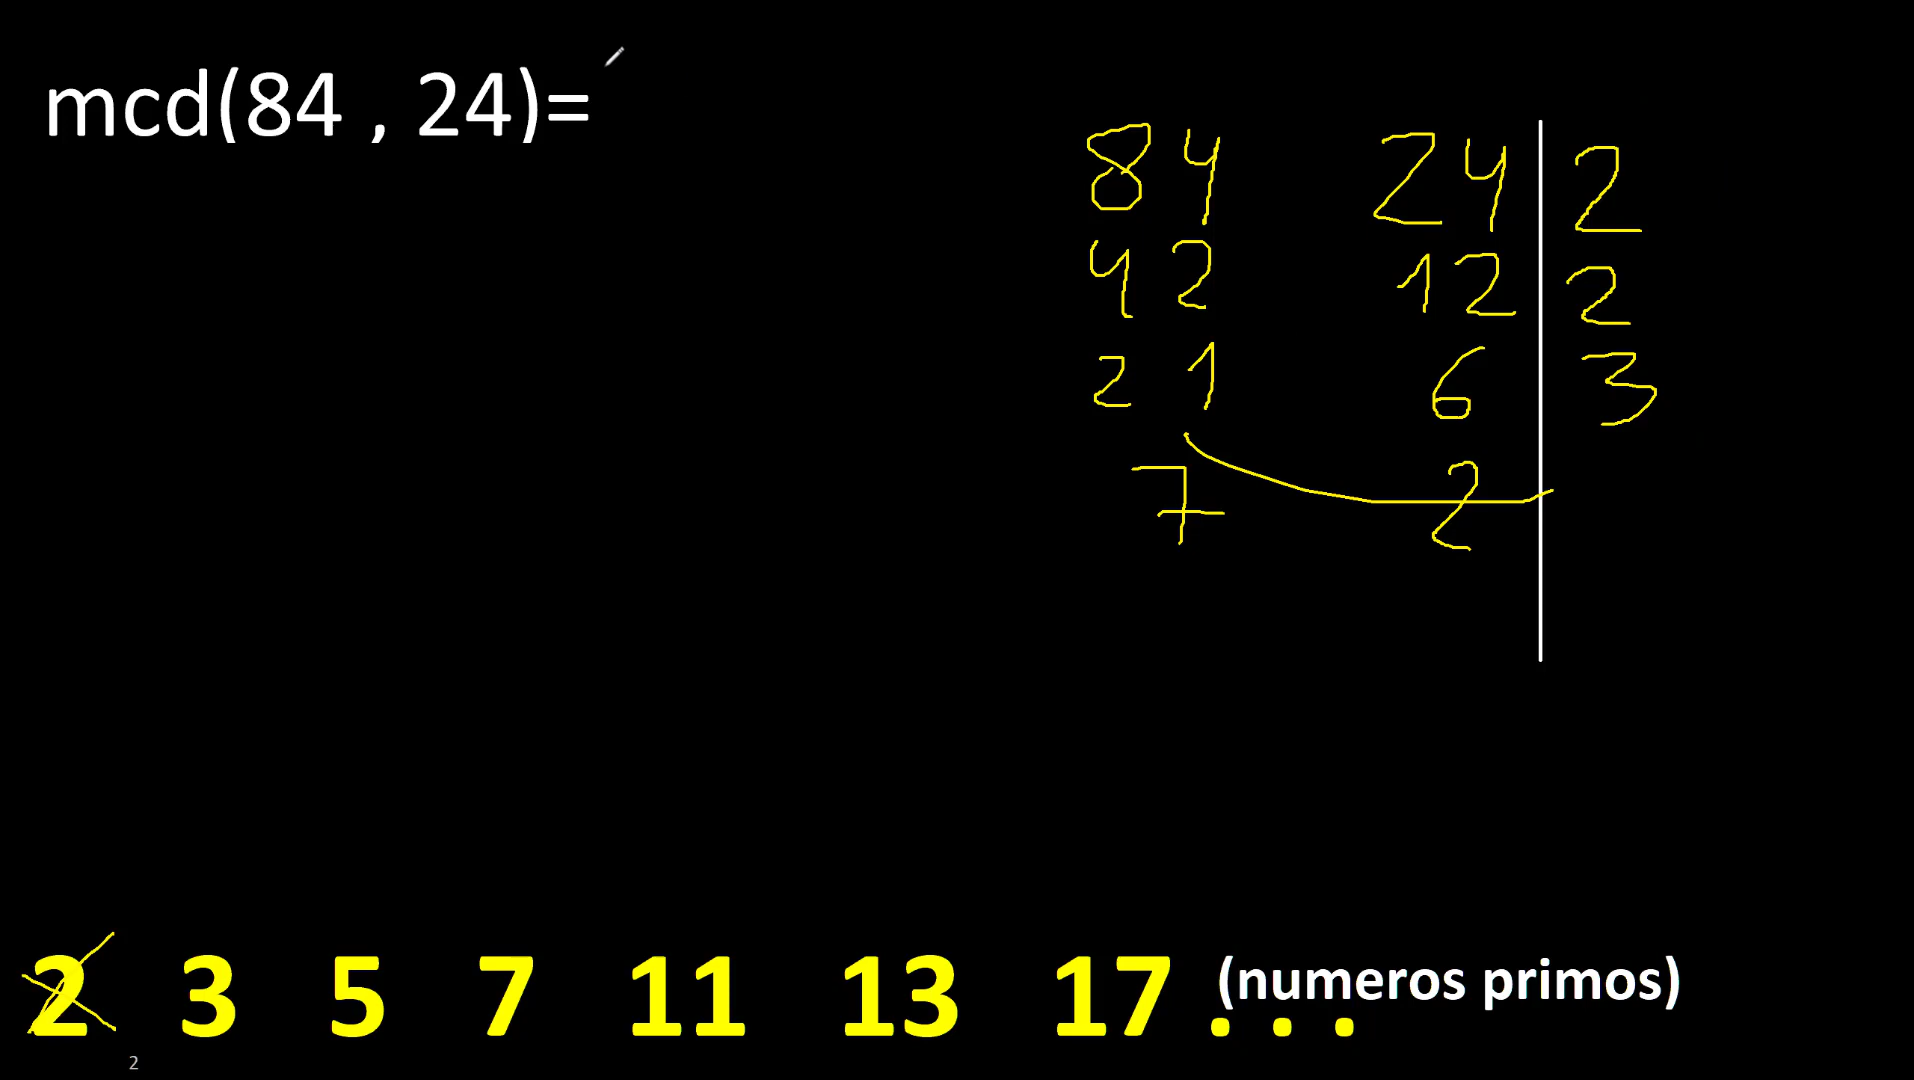 mcd(84 , 24)=
84 24 2
42 12 2
21 6 3
7 2
2 3 5 7 11 13 17 . . . (numeros primos)
2